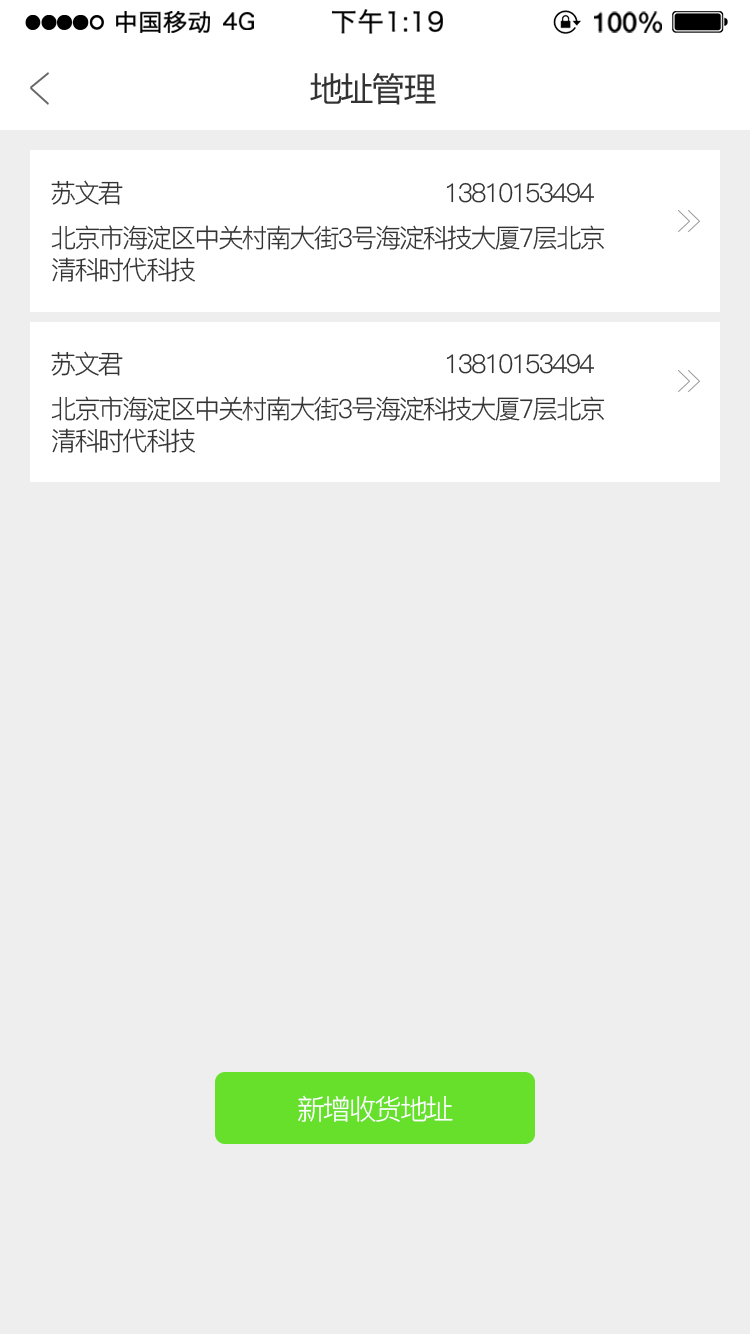 中国移动 4G 下午1:19 100%
地址管理
苏文君 13810153494
北京市海淀区中关村南大街3号海淀科技大厦7层北京
清科时代科技
苏文君 13810153494
北京市海淀区中关村南大街3号海淀科技大厦7层北京
清科时代科技
新增收货地址